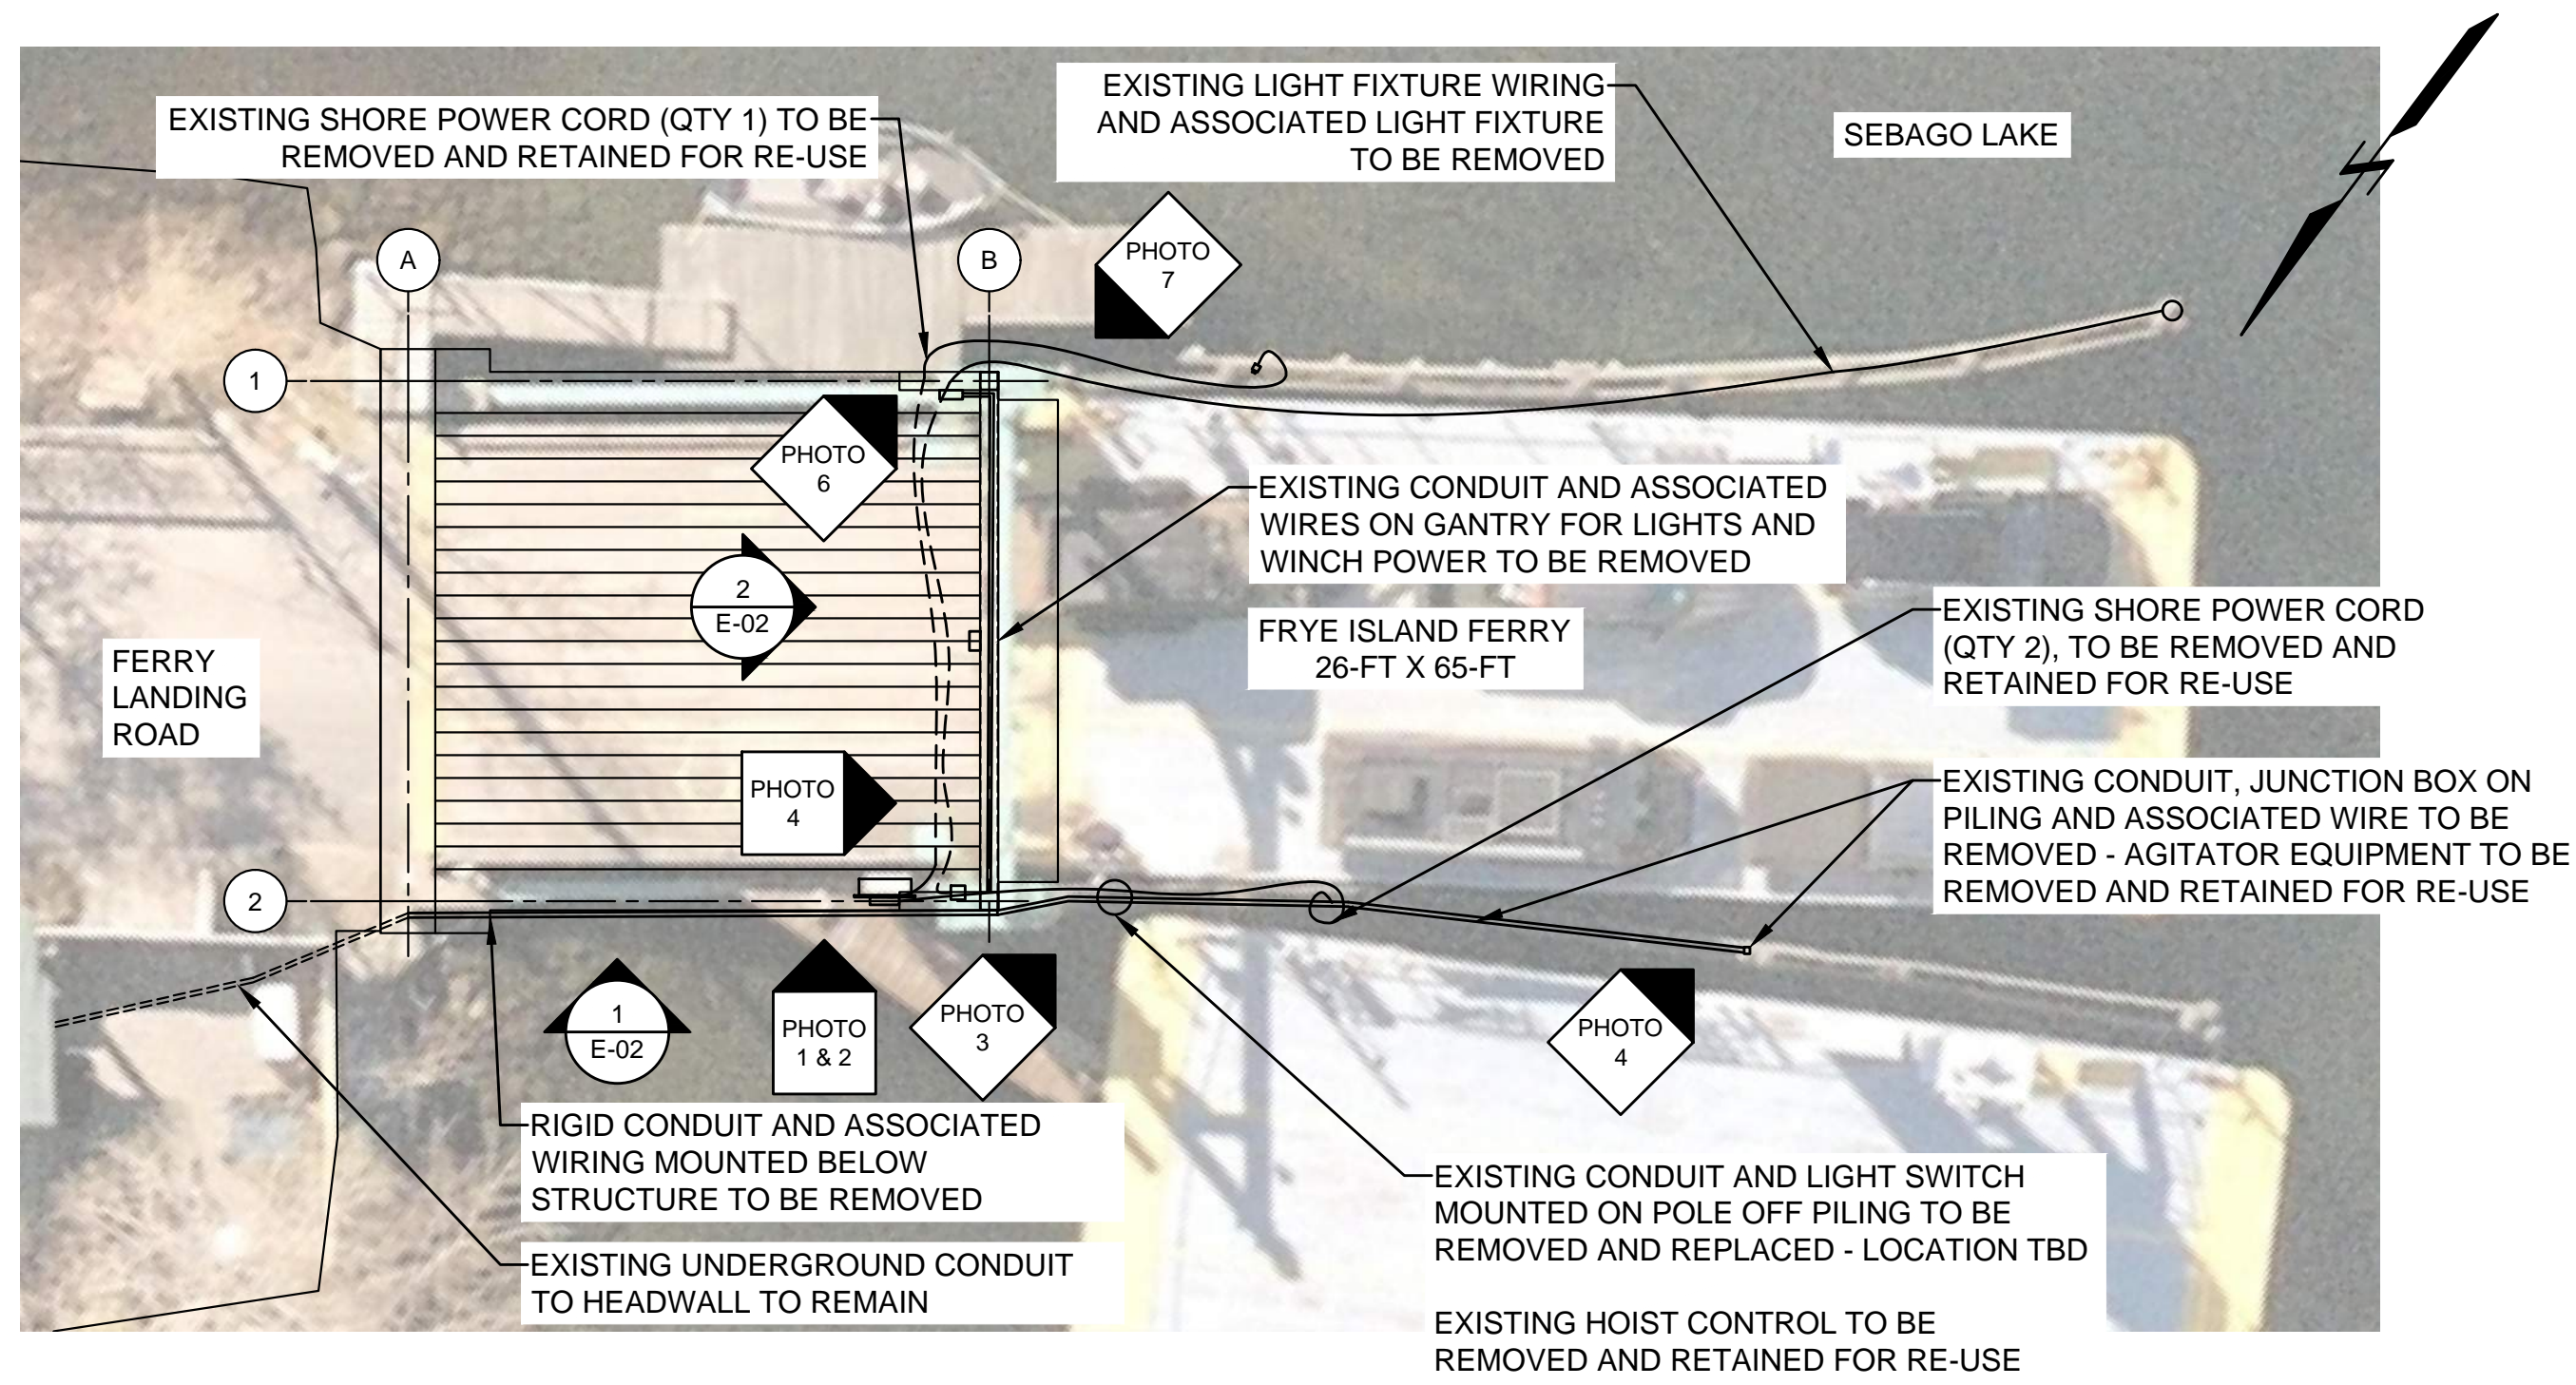 EXISTING SHORE POWER CORD (QTY 1) TO BE
REMOVED AND RETAINED FOR RE-USE
EXISTING LIGHT FIXTURE WIRING
AND ASSOCIATED LIGHT FIXTURE
TO BE REMOVED
SEBAGO LAKE
N
A
B
PHOTO
7
1
PHOTO
6
EXISTING CONDUIT AND ASSOCIATED
WIRES ON GANTRY FOR LIGHTS AND
WINCH POWER TO BE REMOVED
2
E-02
FRYE ISLAND FERRY
26-FT X 65-FT
EXISTING SHORE POWER CORD
(QTY 2), TO BE REMOVED AND
RETAINED FOR RE-USE
FERRY
LANDING
ROAD
PHOTO
4
EXISTING CONDUIT, JUNCTION BOX ON
PILING AND ASSOCIATED WIRE TO BE
REMOVED - AGITATOR EQUIPMENT TO BE
REMOVED AND RETAINED FOR RE-USE
2
1
E-02
PHOTO
1 & 2
PHOTO
3
PHOTO
4
RIGID CONDUIT AND ASSOCIATED
WIRING MOUNTED BELOW
STRUCTURE TO BE REMOVED
EXISTING UNDERGROUND CONDUIT
TO HEADWALL TO REMAIN
EXISTING CONDUIT AND LIGHT SWITCH
MOUNTED ON POLE OFF PILING TO BE
REMOVED AND REPLACED - LOCATION TBD
EXISTING HOIST CONTROL TO BE
REMOVED AND RETAINED FOR RE-USE